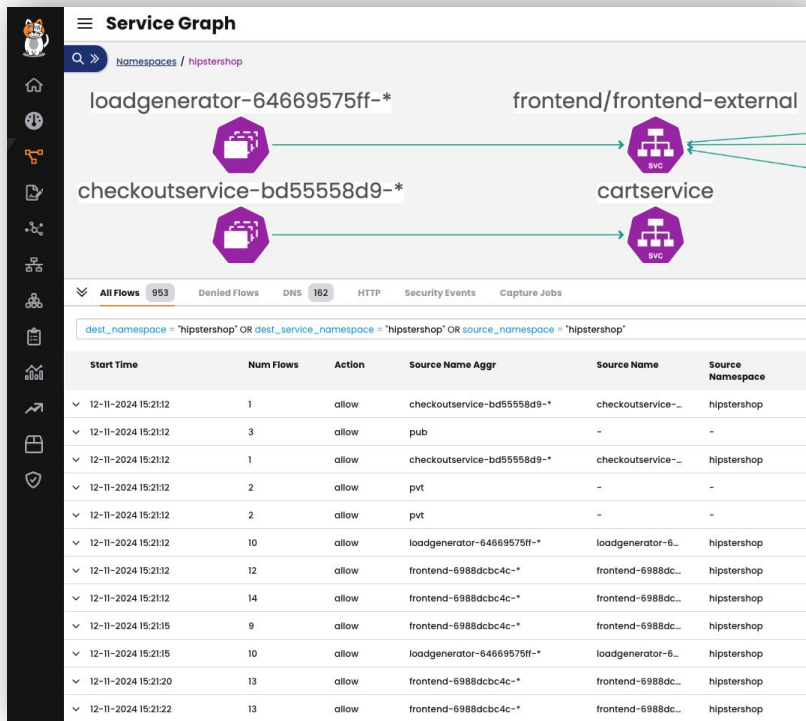 Service Graph
Namespaces / hipstershop
loadgenerator-64669575ff-* frontend/frontend-external
svc
checkoutservice-bd55558d9-* cartservice
svc
All Flows 953 Denied Flows DNS 162 HTTP Security Events Capture Jobs
dest_namespace = "hipstershop" OR dest_service_namespace = "hipstershop" OR source_namespace = "hipstershop"
Start Time Num Flows Action Source Name Aggr Source Name Source Namespace
12-11-2024 15:21:12 1 allow checkoutservice-bd55558d9-* checkoutservice-... hipstershop
12-11-2024 15:21:12 3 allow pub - -
12-11-2024 15:21:12 1 allow checkoutservice-bd55558d9-* checkoutservice-... hipstershop
12-11-2024 15:21:12 2 allow pvt - -
12-11-2024 15:21:12 2 allow pvt - -
12-11-2024 15:21:12 10 allow loadgenerator-64669575ff-* loadgenerator-6... hipstershop
12-11-2024 15:21:12 12 allow frontend-6988dcbc4c-* frontend-6988dc... hipstershop
12-11-2024 15:21:12 14 allow frontend-6988dcbc4c-* frontend-6988dc... hipstershop
12-11-2024 15:21:15 9 allow frontend-6988dcbc4c-* frontend-6988dc... hipstershop
12-11-2024 15:21:15 10 allow loadgenerator-64669575ff-* loadgenerator-6... hipstershop
12-11-2024 15:21:20 13 allow frontend-6988dcbc4c-* frontend-6988dc... hipstershop
12-11-2024 15:21:22 13 allow frontend-6988dcbc4c-* frontend-6988dc... hipstershop